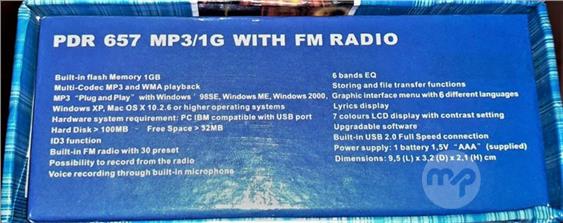 PDR 657 MP3/1G WITH FM RADIO
Built-in flash Memory 1GB
Multi-Codec MP3 and WMA playback
MP3 "Plug and Play" with Windows' 98SE, Windows ME, Windows 2000,
Windows XP, Mac OS X 10.2.6 or higher operating systems
Hardware system requirement: PC IBM compatible with USB port
Hard Disk > 100MB - Free Space > 32MB
ID3 function
Built-in FM radio with 30 preset
Possibility to record from the radio
Voice recording through built-in microphone
6 bands EQ
Storing and file transfer functions
Graphic interface menu with 6 different languages
Lyrics display
7 colours LCD display with contrast setting
Upgradable software
Built-in USB 2.0 Full Speed connection
Power supply: 1 battery 1,5V "AAA" (supplied)
Dimensions: 9,5 (L) x 3,2 (D) x 2,1 (H) cm
mp